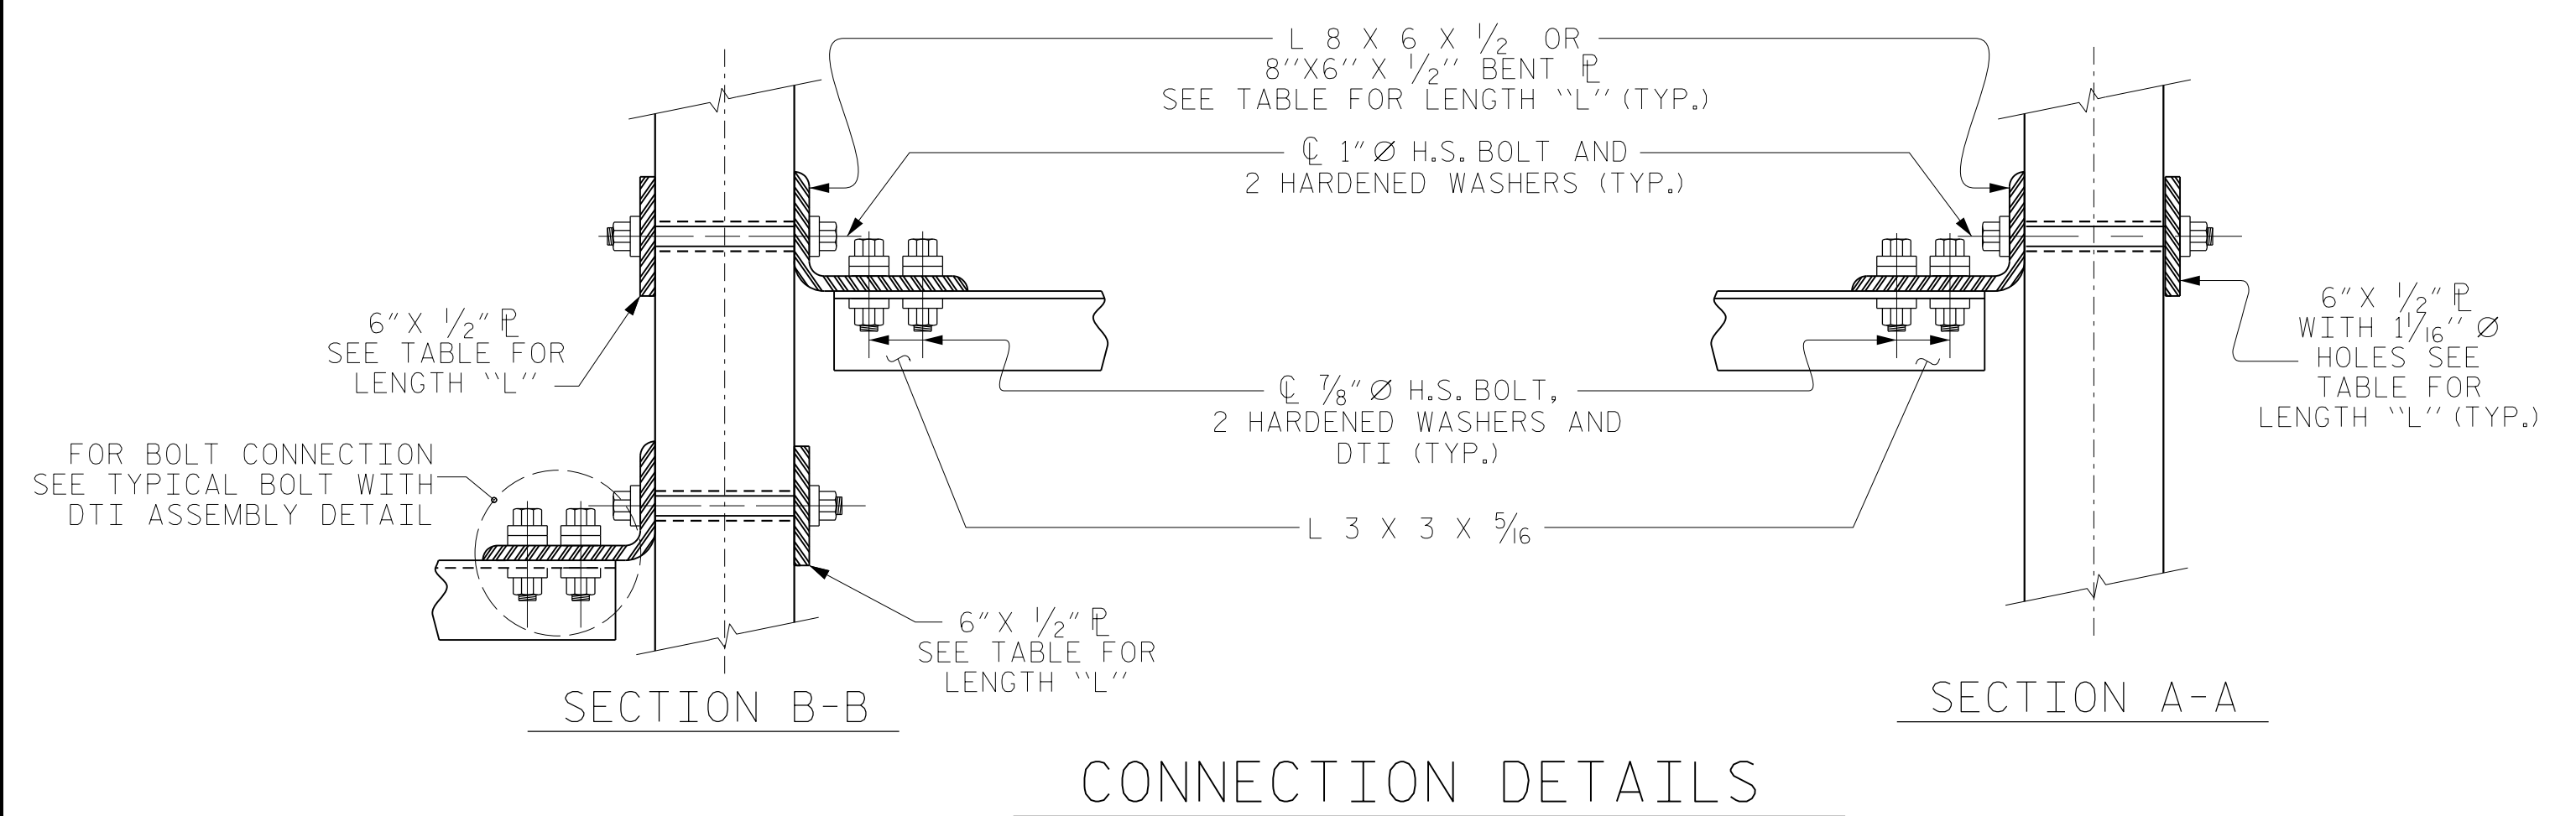 L 8 X 6 X 1/2 OR
8''X6'' X 1/2'' BENT ⅊
SEE TABLE FOR LENGTH ``L'' (TYP.)
℄ 1'' Ø H.S. BOLT AND
2 HARDENED WASHERS (TYP.)
6'' X 1/2'' ⅊
SEE TABLE FOR
LENGTH ``L''
6'' X 1/2'' ⅊
WITH 1 1/16'' Ø
HOLES SEE
TABLE FOR
LENGTH ``L'' (TYP.)
℄ 7/8'' Ø H.S. BOLT,
2 HARDENED WASHERS AND
DTI (TYP.)
FOR BOLT CONNECTION
SEE TYPICAL BOLT WITH
DTI ASSEMBLY DETAIL
L 3 X 3 X 5/16
6'' X 1/2'' ⅊
SEE TABLE FOR
LENGTH ``L''
SECTION B-B
SECTION A-A
CONNECTION DETAILS